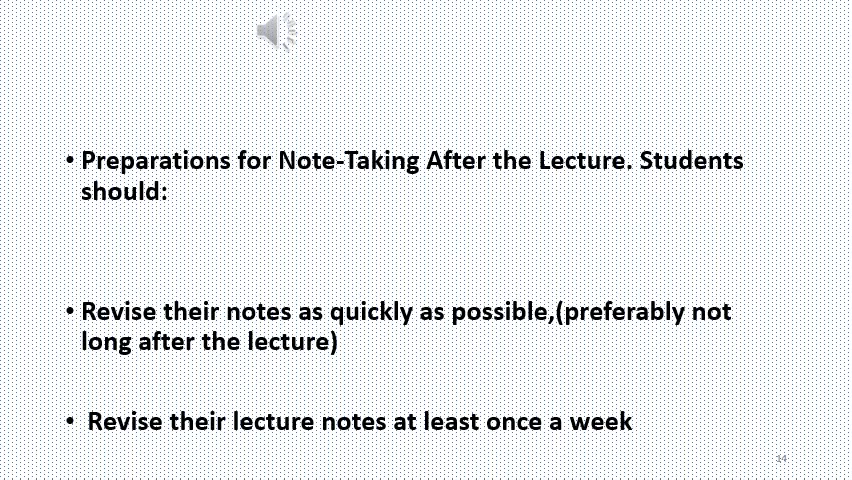 • Preparations for Note-Taking After the Lecture. Students
should:
• Revise their notes as quickly as possible,(preferably not
long after the lecture)
• Revise their lecture notes at least once a week
14